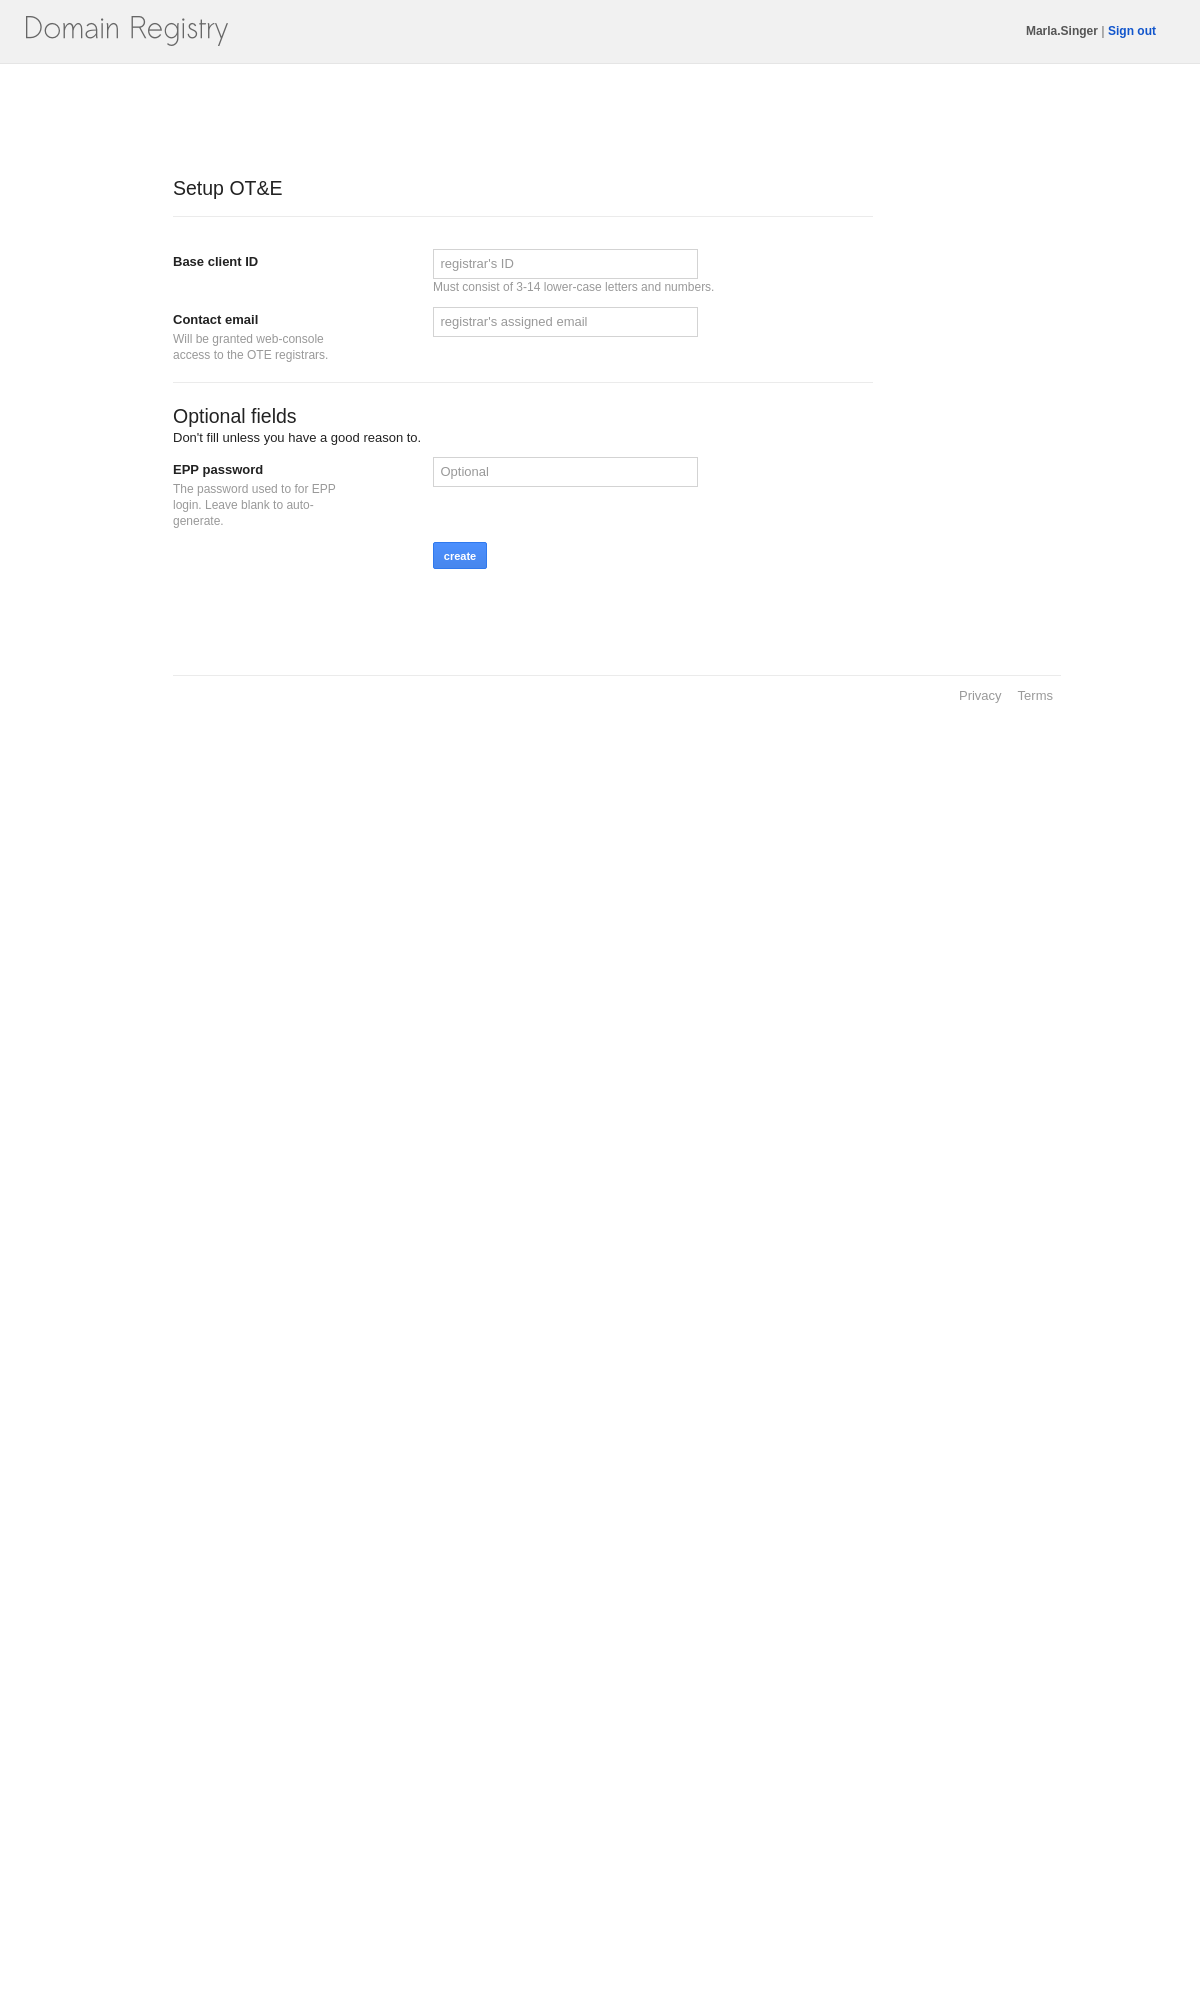 Domain Registry
Marla.Singer | Sign out
Setup OT&E
Base client ID
registrar's ID
Must consist of 3-14 lower-case letters and numbers.
Contact email
registrar's assigned email
Will be granted web-console
access to the OTE registrars.
Optional fields
Don't fill unless you have a good reason to.
EPP password
Optional
The password used to for EPP
login. Leave blank to auto-
generate.
create
Privacy Terms